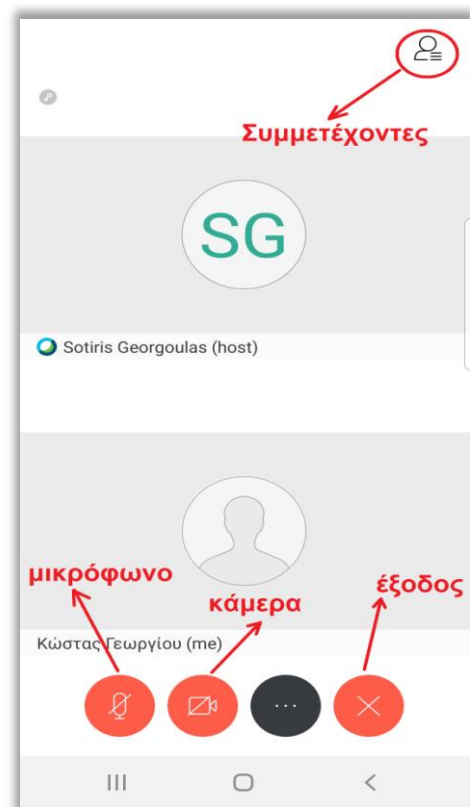 Συμμετέχοντες
SG
Sotiris Georgoulas (host)
μικρόφωνο
έξοδος
κάμερα
Κώστας Γεωργίου (me)